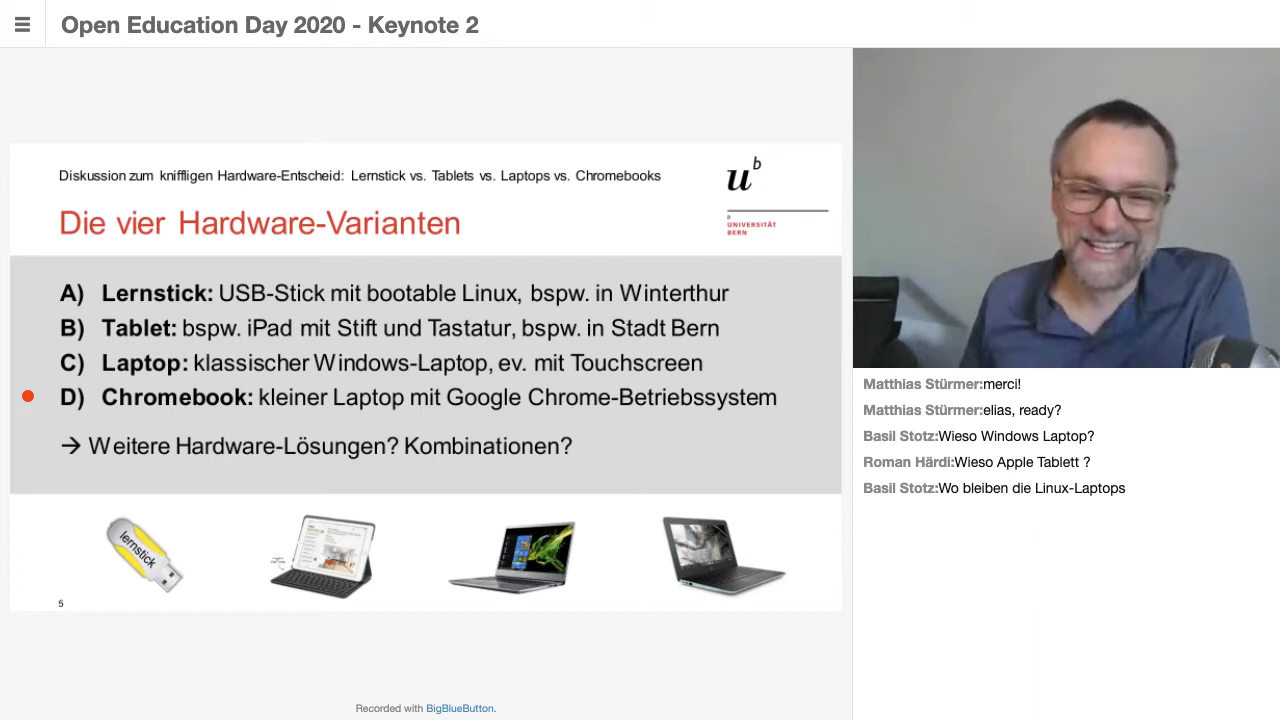 Open Education Day 2020 - Keynote 2
Diskussion zum kniffligen Hardware-Entscheid: Lernstick vs. Tablets vs. Laptops vs. Chromebooks
Die vier Hardware-Varianten
u b
b
UNIVERSITÄT
BERN
A) Lernstick: USB-Stick mit bootable Linux, bspw. in Winterthur
B) Tablet: bspw. iPad mit Stift und Tastatur, bspw. in Stadt Bern
C) Laptop: klassischer Windows-Laptop, ev. mit Touchscreen
D) Chromebook: kleiner Laptop mit Google Chrome-Betriebssystem
→ Weitere Hardware-Lösungen? Kombinationen?
lernstick
5
Recorded with BigBlueButton.
Matthias Stürmer:merci!
Matthias Stürmer:elias, ready?
Basil Stotz:Wieso Windows Laptop?
Roman Härdi:Wieso Apple Tablett ?
Basil Stotz:Wo bleiben die Linux-Laptops